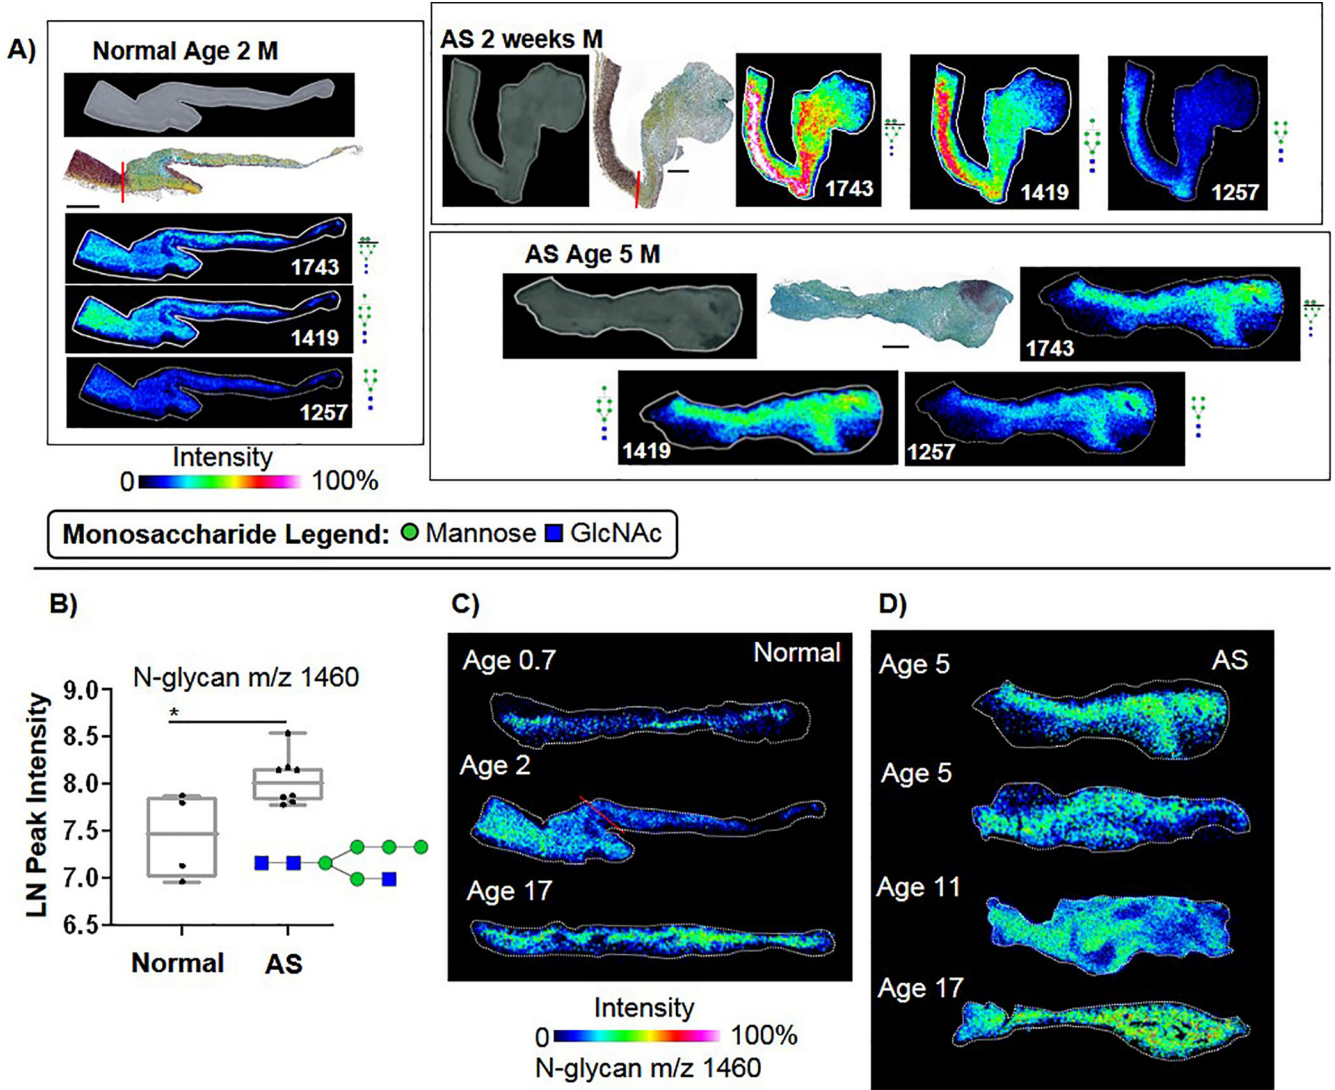 A)
Normal Age 2 M
1743
1419
1257
AS 2 weeks M
1743
1419
1257
AS Age 5 M
1743
1419
1257
Intensity
0 100%
Monosaccharide Legend: Mannose GlcNAc
B)
N-glycan m/z 1460
*
LN Peak Intensity
9.0
8.5
8.0
7.5
7.0
6.5
Normal AS
C)
Age 0.7 Normal
Age 2
Age 17
Intensity
0 100%
N-glycan m/z 1460
D)
Age 5 AS
Age 5
Age 11
Age 17